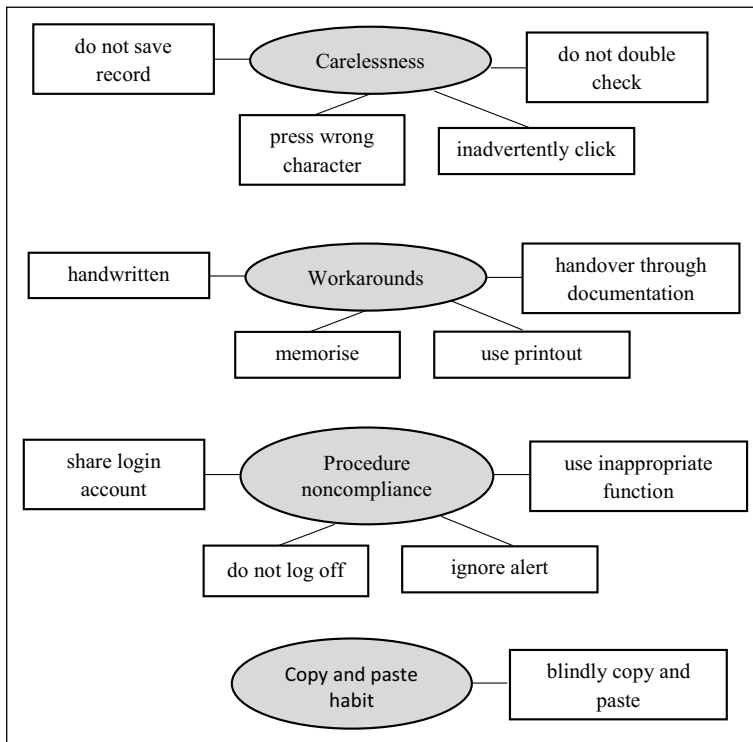 do not save
record
Carelessness
do not double
check
press wrong
character
inadvertently click
handwritten
Workarounds
handover through
documentation
memorise
use printout
share login
account
Procedure
noncompliance
use inappropriate
function
do not log off
ignore alert
Copy and paste
habit
blindly copy and
paste